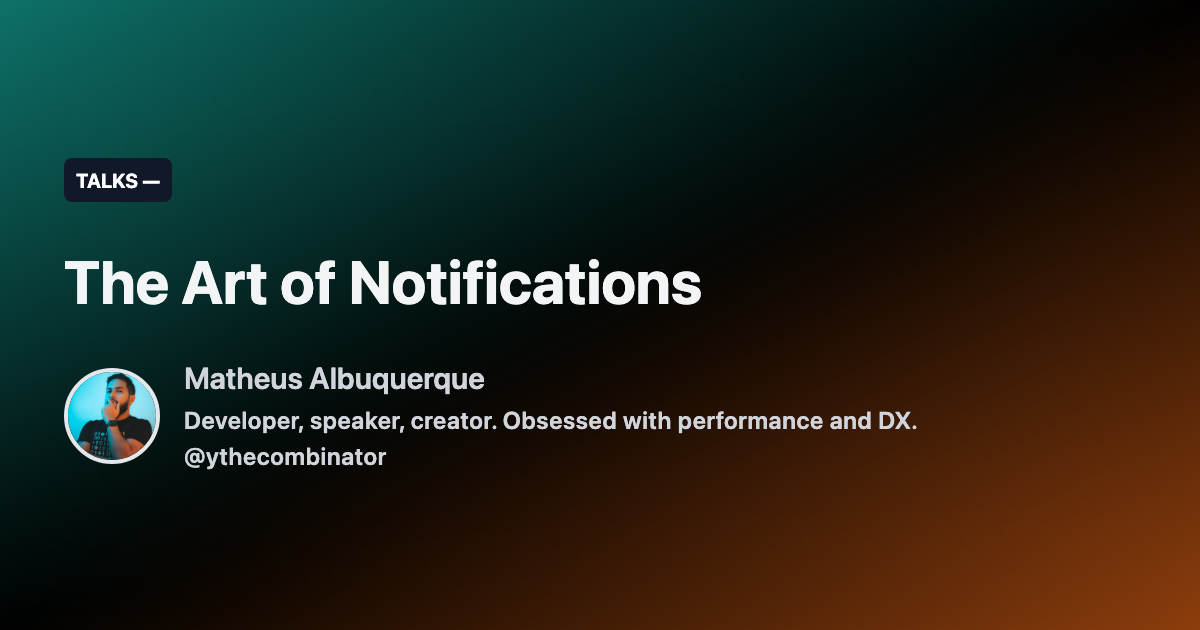 TALKS —
The Art of Notifications
Matheus Albuquerque
Developer, speaker, creator. Obsessed with performance and DX.
@ythecombinator